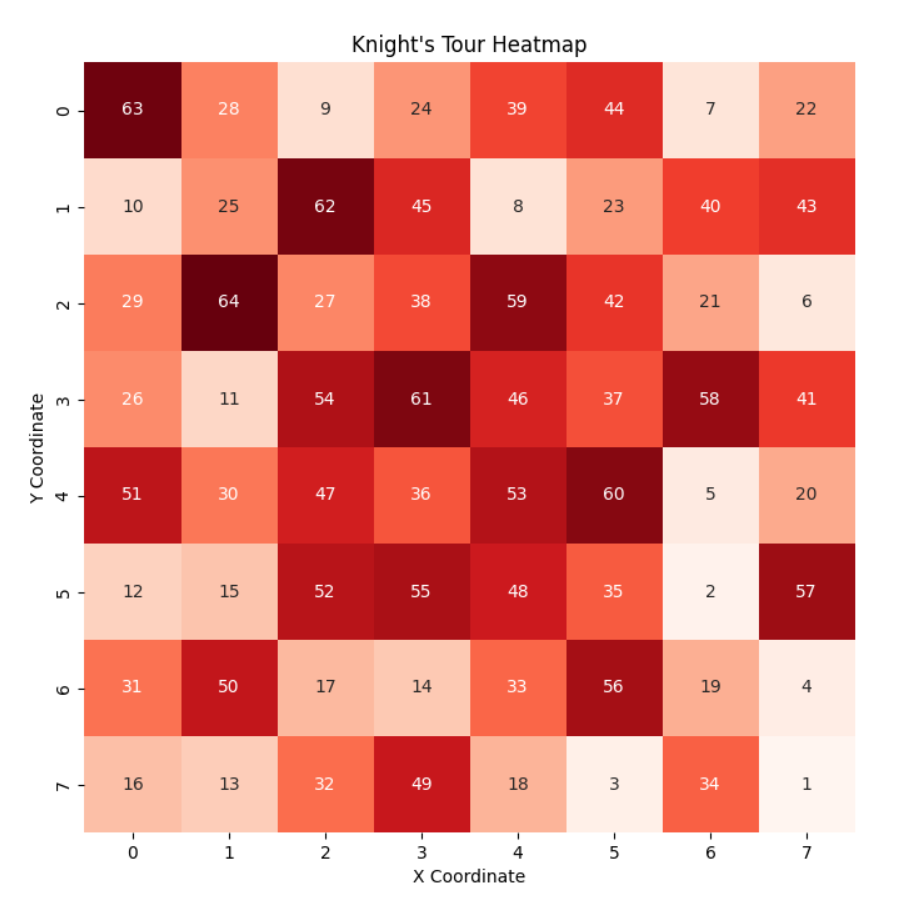 Knight's Tour Heatmap
0 63 28 9 24 39 44 7 22
1 10 25 62 45 8 23 40 43
2 29 64 27 38 59 42 21 6
3 26 11 54 61 46 37 58 41
Y Coordinate
4 51 30 47 36 53 60 5 20
5 12 15 52 55 48 35 2 57
6 31 50 17 14 33 56 19 4
7 16 13 32 49 18 3 34 1
0 1 2 3 4 5 6 7
X Coordinate